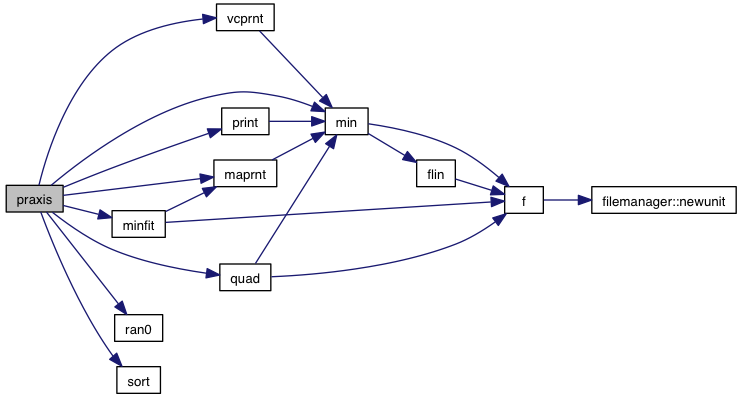 vcprnt
print
min
maprnt
flin
praxis
f
filemanager::newunit
minfit
quad
ran0
sort